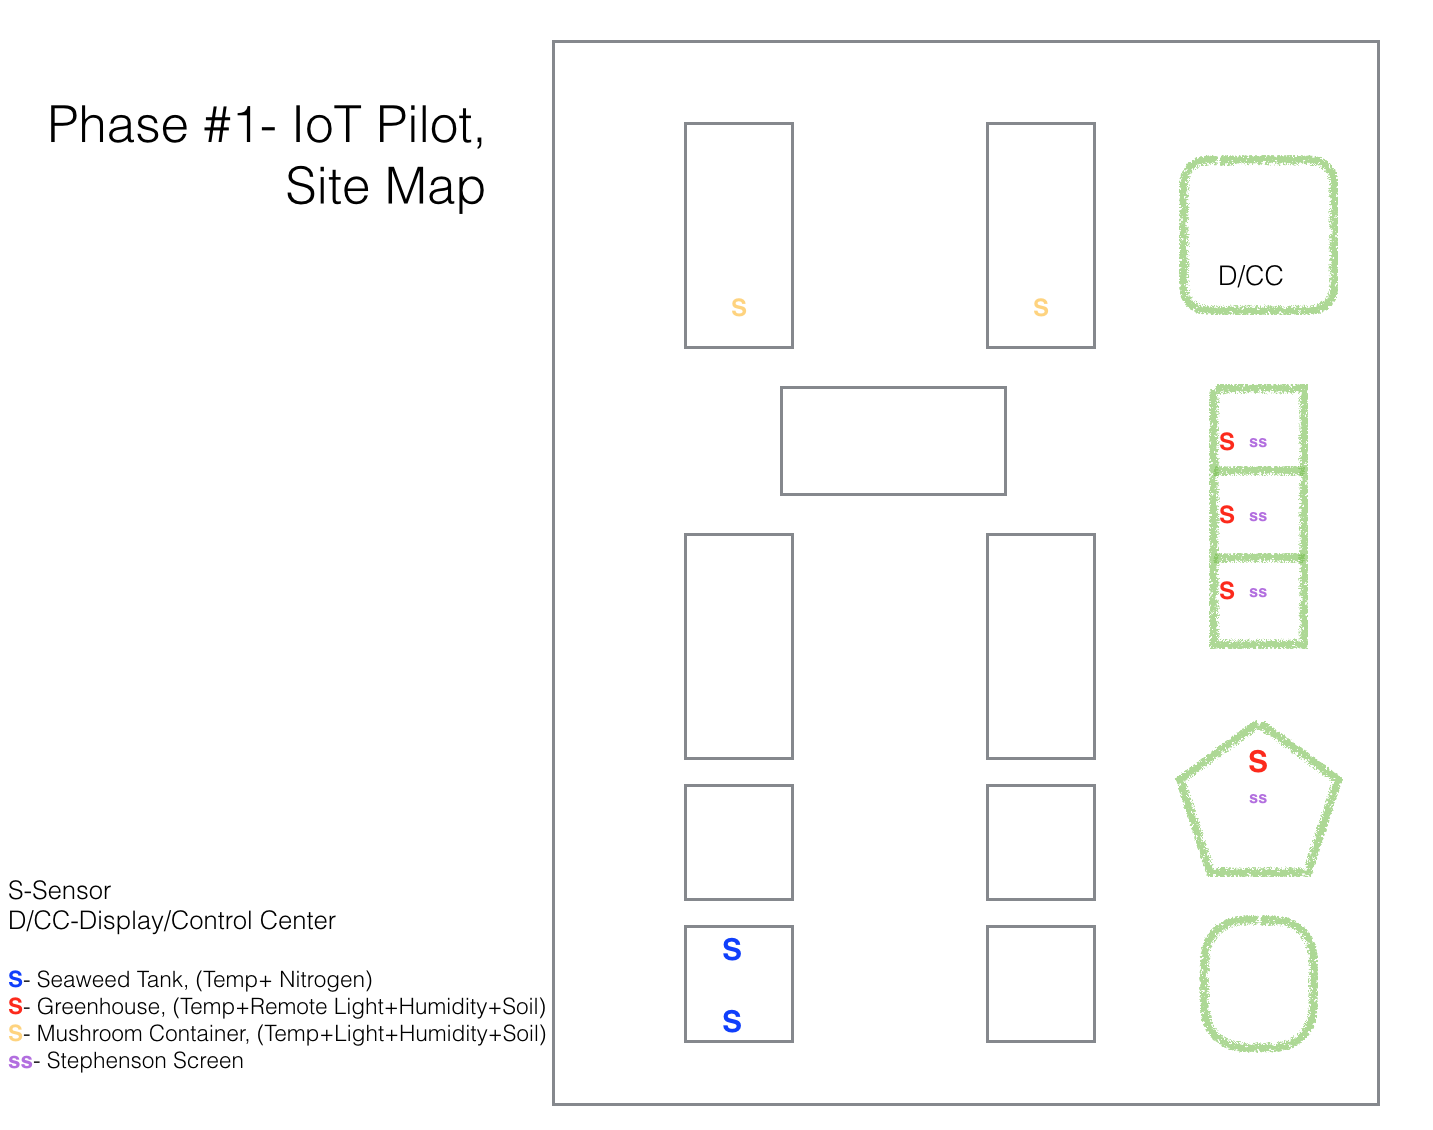 Phase #1- IoT Pilot,
Site Map
D/CC
S
S
S ss
S ss
S ss
S
ss
S
S
S-Sensor
D/CC-Display/Control Center
S- Seaweed Tank, (Temp+ Nitrogen)
S- Greenhouse, (Temp+Remote Light+Humidity+Soil)
S- Mushroom Container, (Temp+Light+Humidity+Soil)
ss- Stephenson Screen